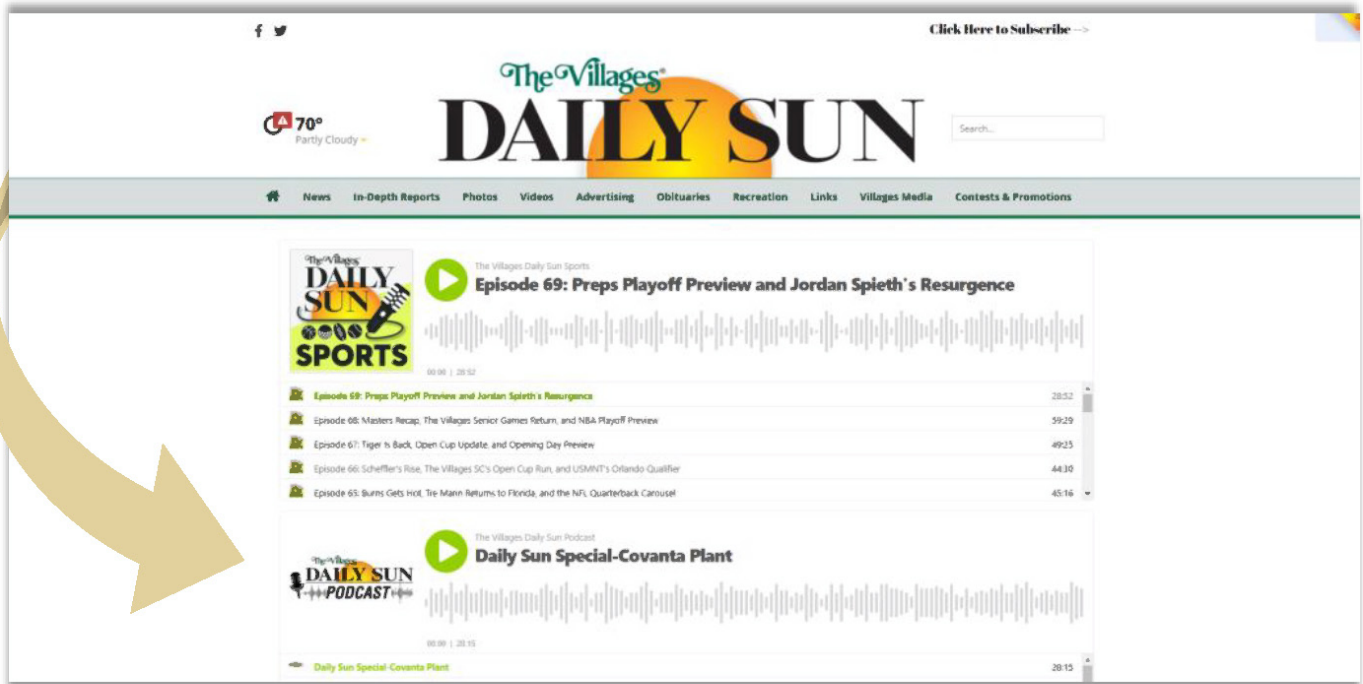 Click Here to Subscribe -->
The Villages®
DAILY SUN
70°
Partly Cloudy
Search...
News In-Depth Reports Photos Videos Advertising Obituaries Recreation Links Villages Media Contests & Promotions
The Villages
DAILY
SUN
SPORTS
The Villages Daily Sun Sports
Episode 69: Preps Playoff Preview and Jordan Spieth's Resurgence
00:00 | 28:52
Episode 69: Preps Playoff Preview and Jordan Spieth's Resurgence 28:52
Episode 68: Masters Recap, The Villages Senior Games Return, and NBA Playoff Preview 59:29
Episode 67: Tiger Is Back, Open Cup Update, and Opening Day Preview 49:25
Episode 66: Scheffler's Rise, The Villages SC's Open Cup Run, and USMNT's Orlando Qualifier 44:30
Episode 65: Burns Gets Hot, Tre Mann Returns to Florida, and the NFL Quarterback Carousel 45:16
The Villages
DAILY SUN
PODCAST
The Villages Daily Sun Podcast
Daily Sun Special-Covanta Plant
00:00 | 28:15
Daily Sun Special-Covanta Plant 28:15